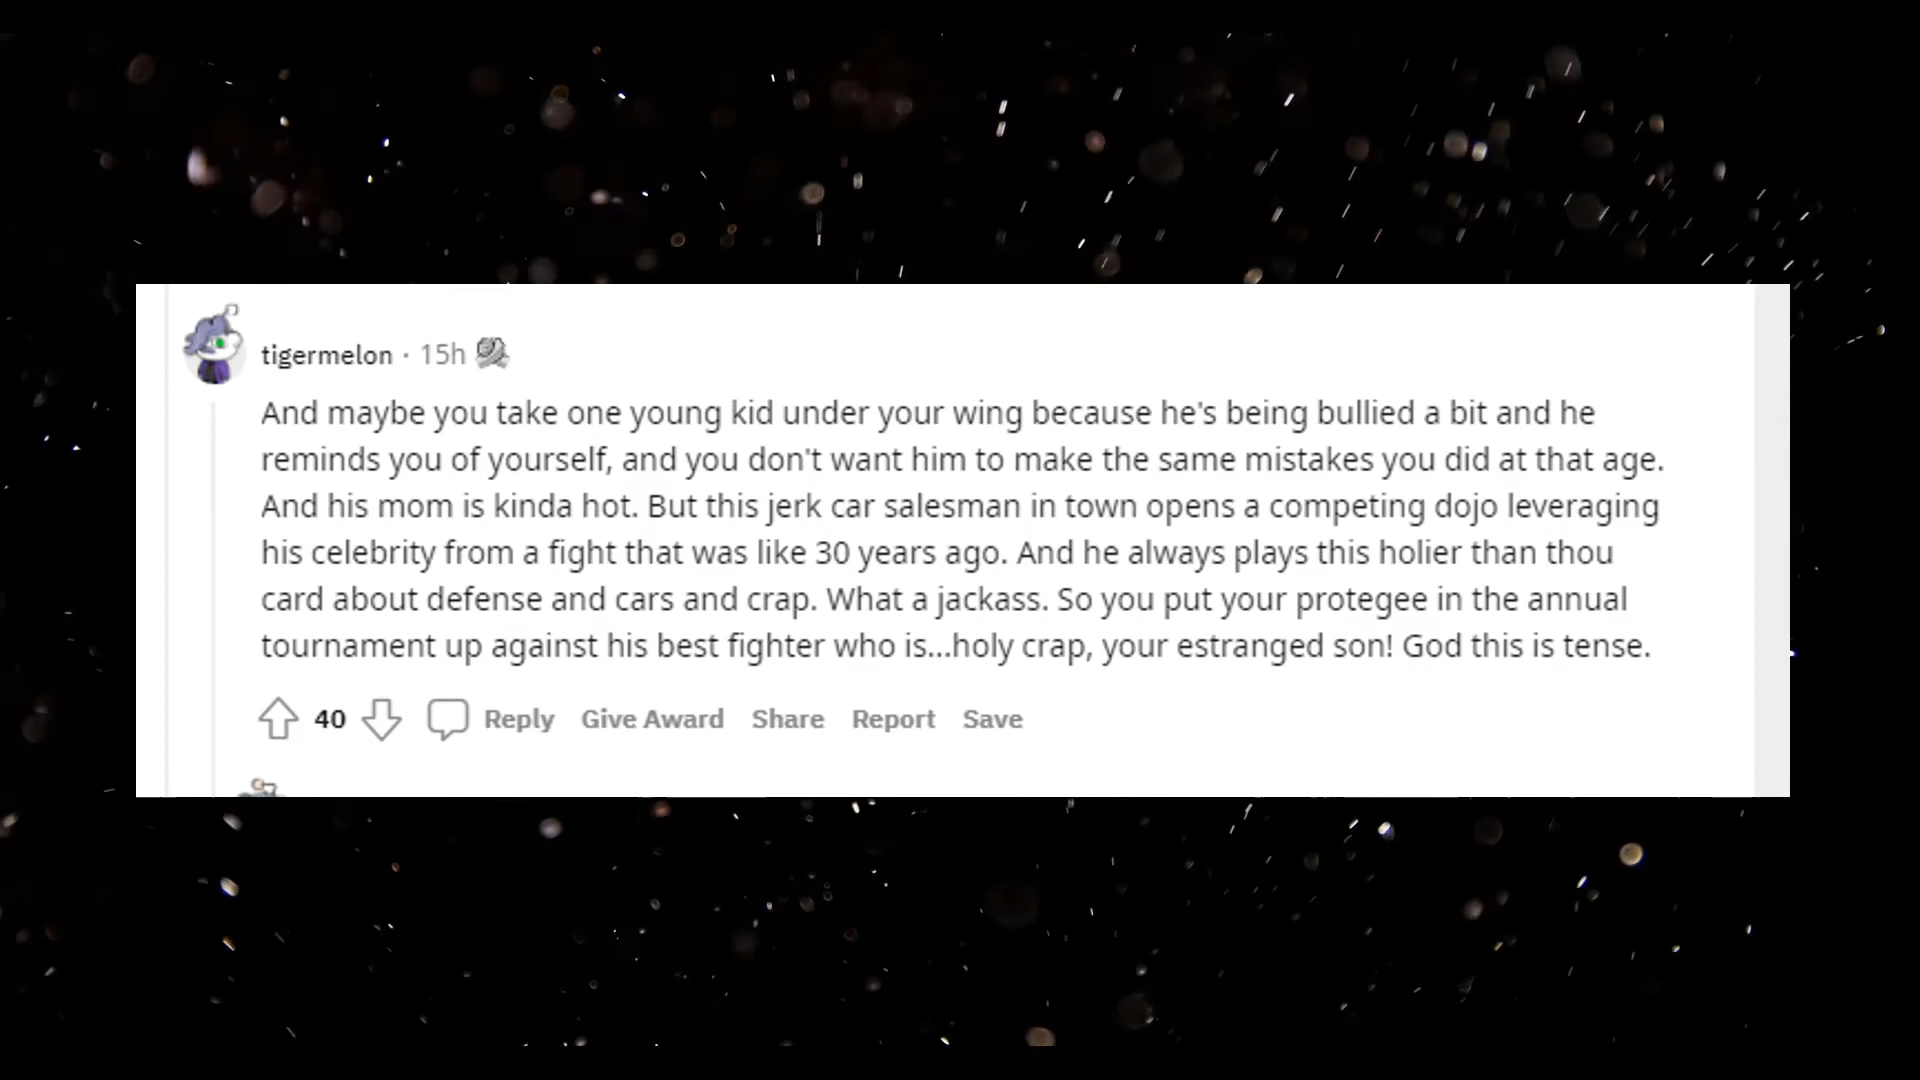 tigermelon · 15h
And maybe you take one young kid under your wing because he's being bullied a bit and he
reminds you of yourself, and you don't want him to make the same mistakes you did at that age.
And his mom is kinda hot. But this jerk car salesman in town opens a competing dojo leveraging
his celebrity from a fight that was like 30 years ago. And he always plays this holier than thou
card about defense and cars and crap. What a jackass. So you put your protegee in the annual
tournament up against his best fighter who is...holy crap, your estranged son! God this is tense.
40 Reply Give Award Share Report Save